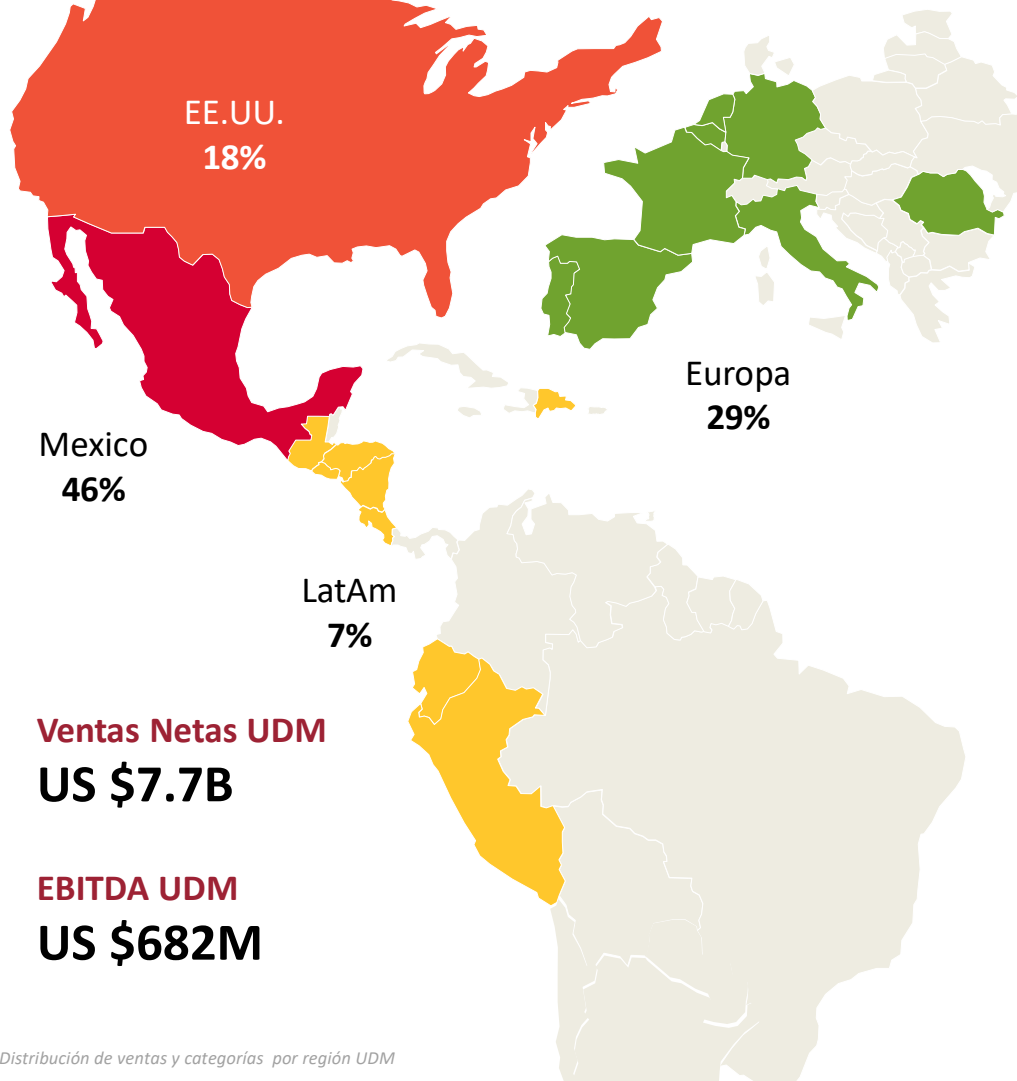 EE.UU.
18%
Europa
29%
Mexico
46%
LatAm
7%
Ventas Netas UDM
US $7.7B
EBITDA UDM
US $682M
Distribución de ventas y categorías por región UDM